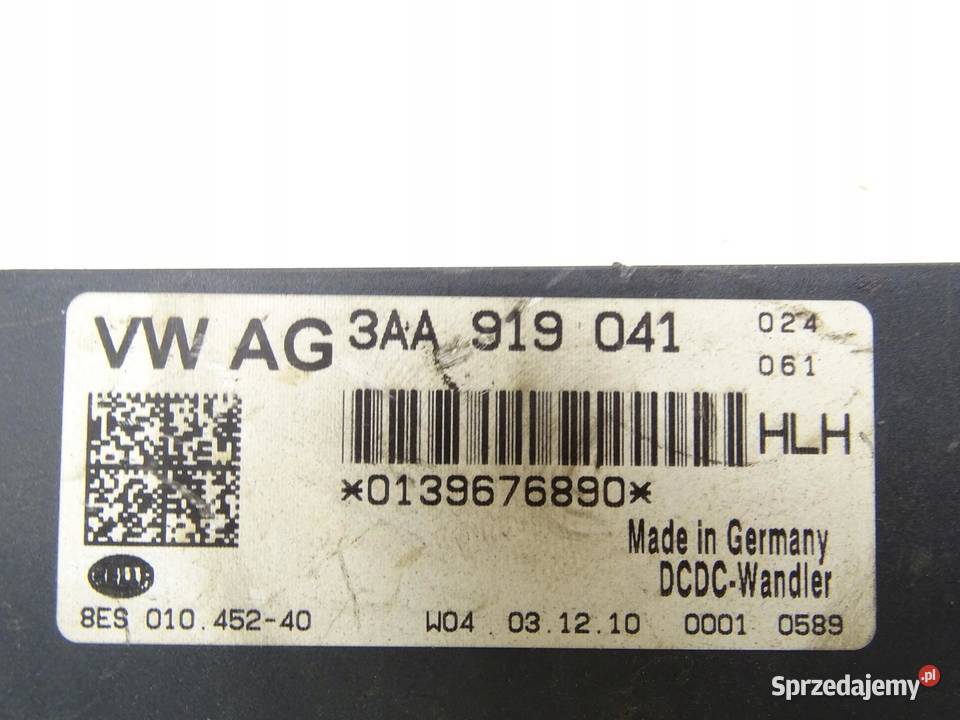 VW AG 3AA 919 041 024
061
HLH
*0139676890*
Made in Germany
DCDC-Wandler
8ES 010.452-40 W04 03.12.10 0001 0589
Sprzedajemy.pl